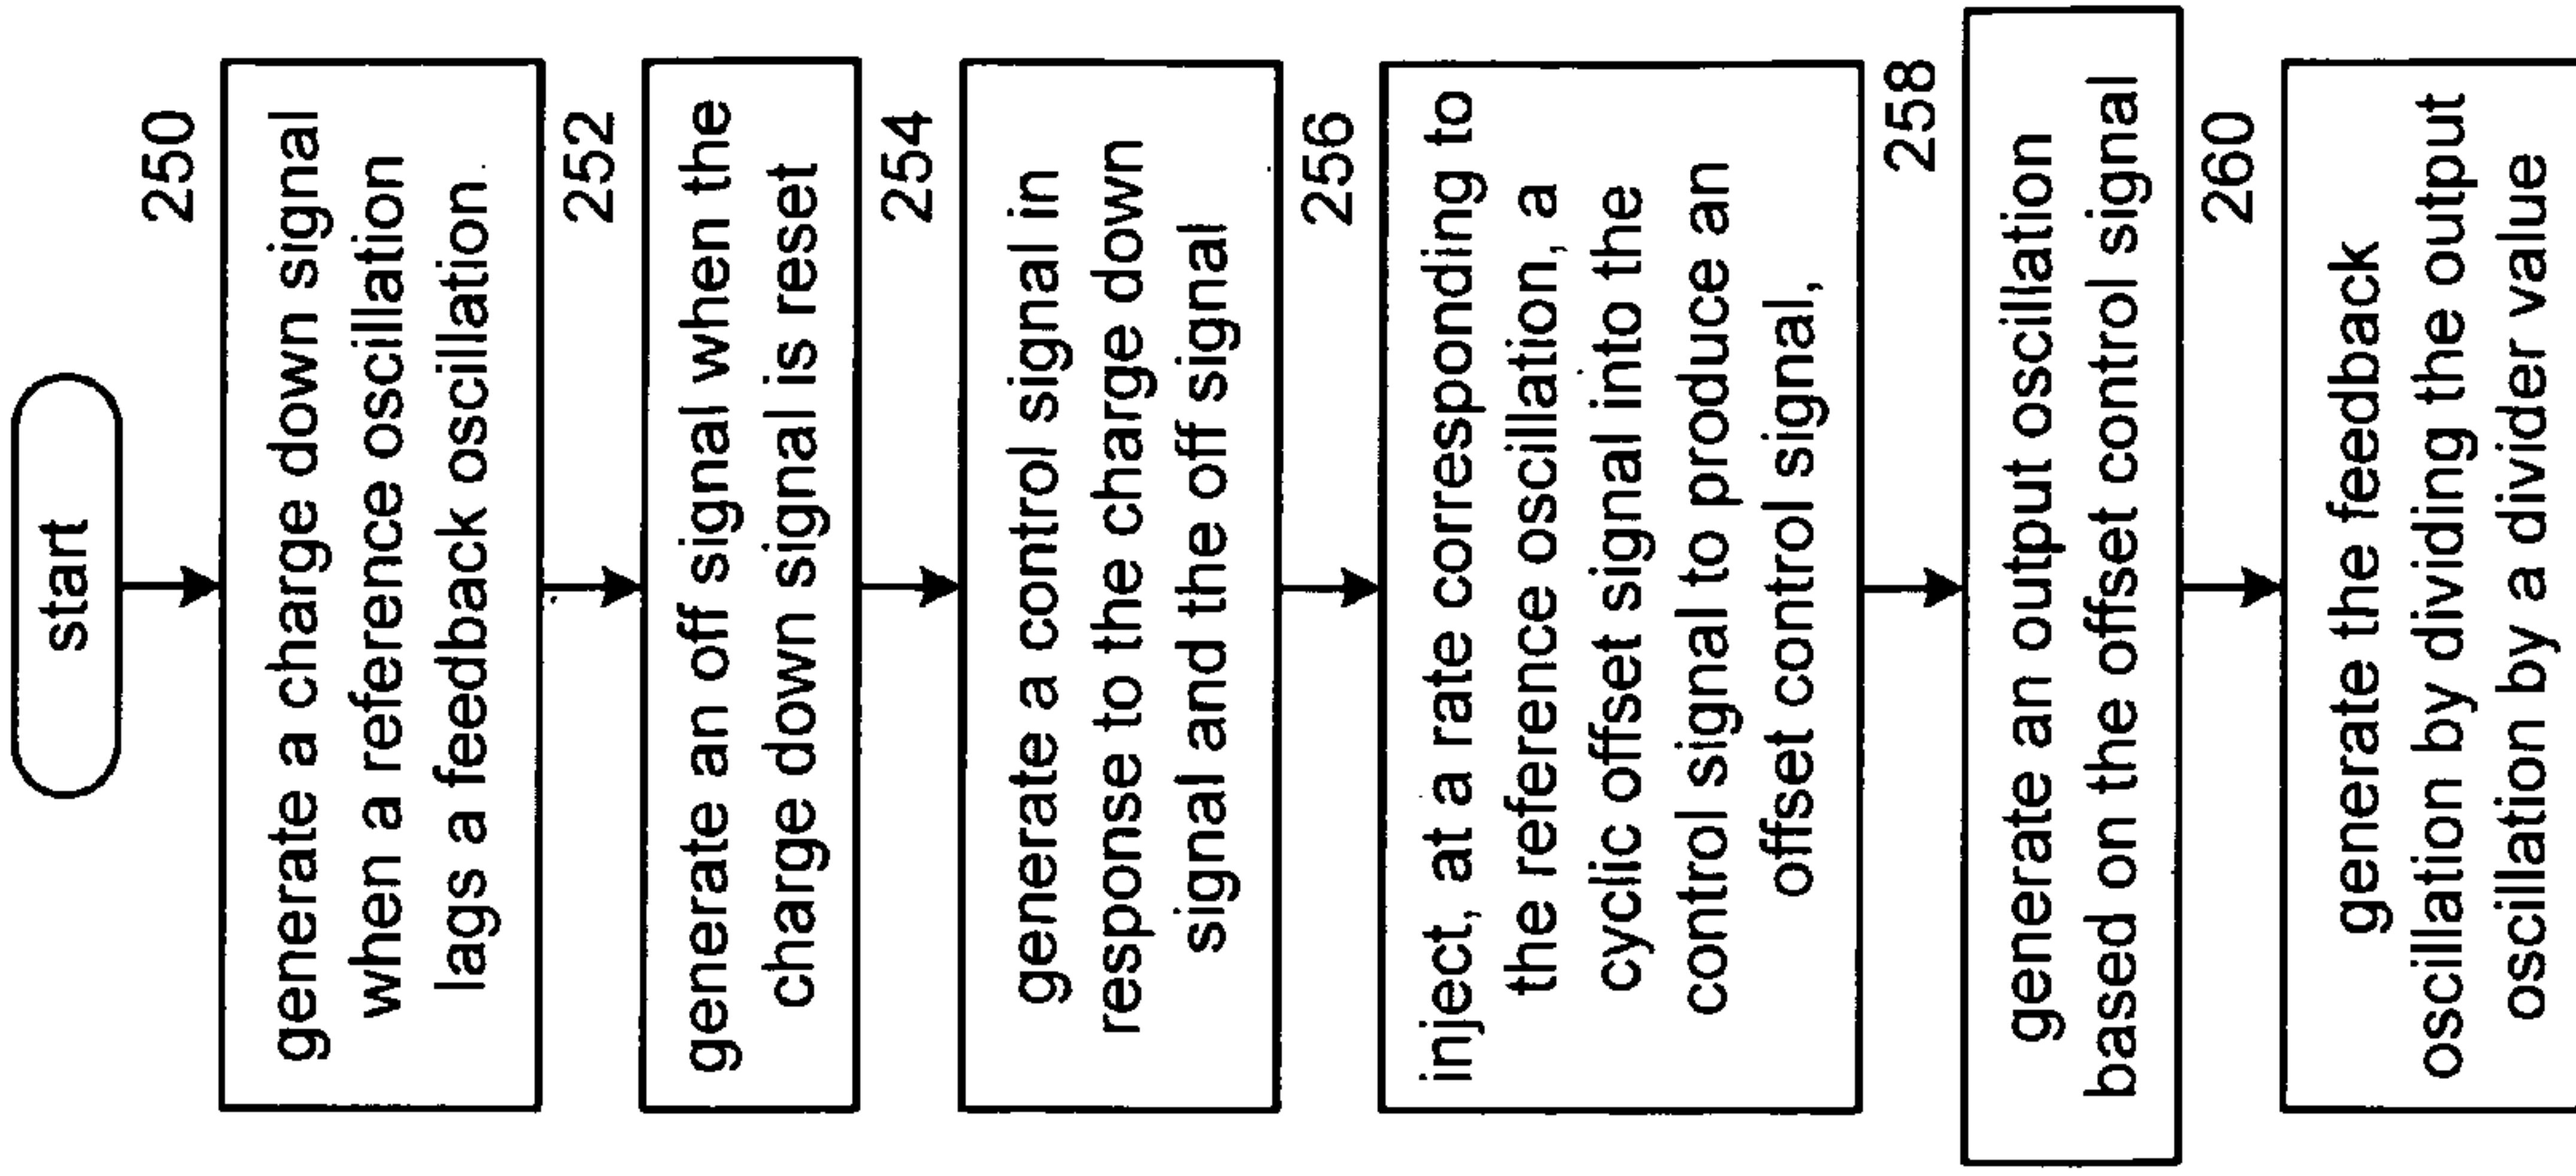 start
250
generate a charge down signal
when a reference oscillation
lags a feedback oscillation
252
generate an off signal when the
charge down signal is reset
254
generate a control signal in
response to the charge down
signal and the off signal
256
inject, at a rate corresponding to
the reference oscillation, a
cyclic offset signal into the
control signal to produce an
offset control signal,
258
generate an output oscillation
based on the offset control signal
260
generate the feedback
oscillation by dividing the output
oscillation by a divider value